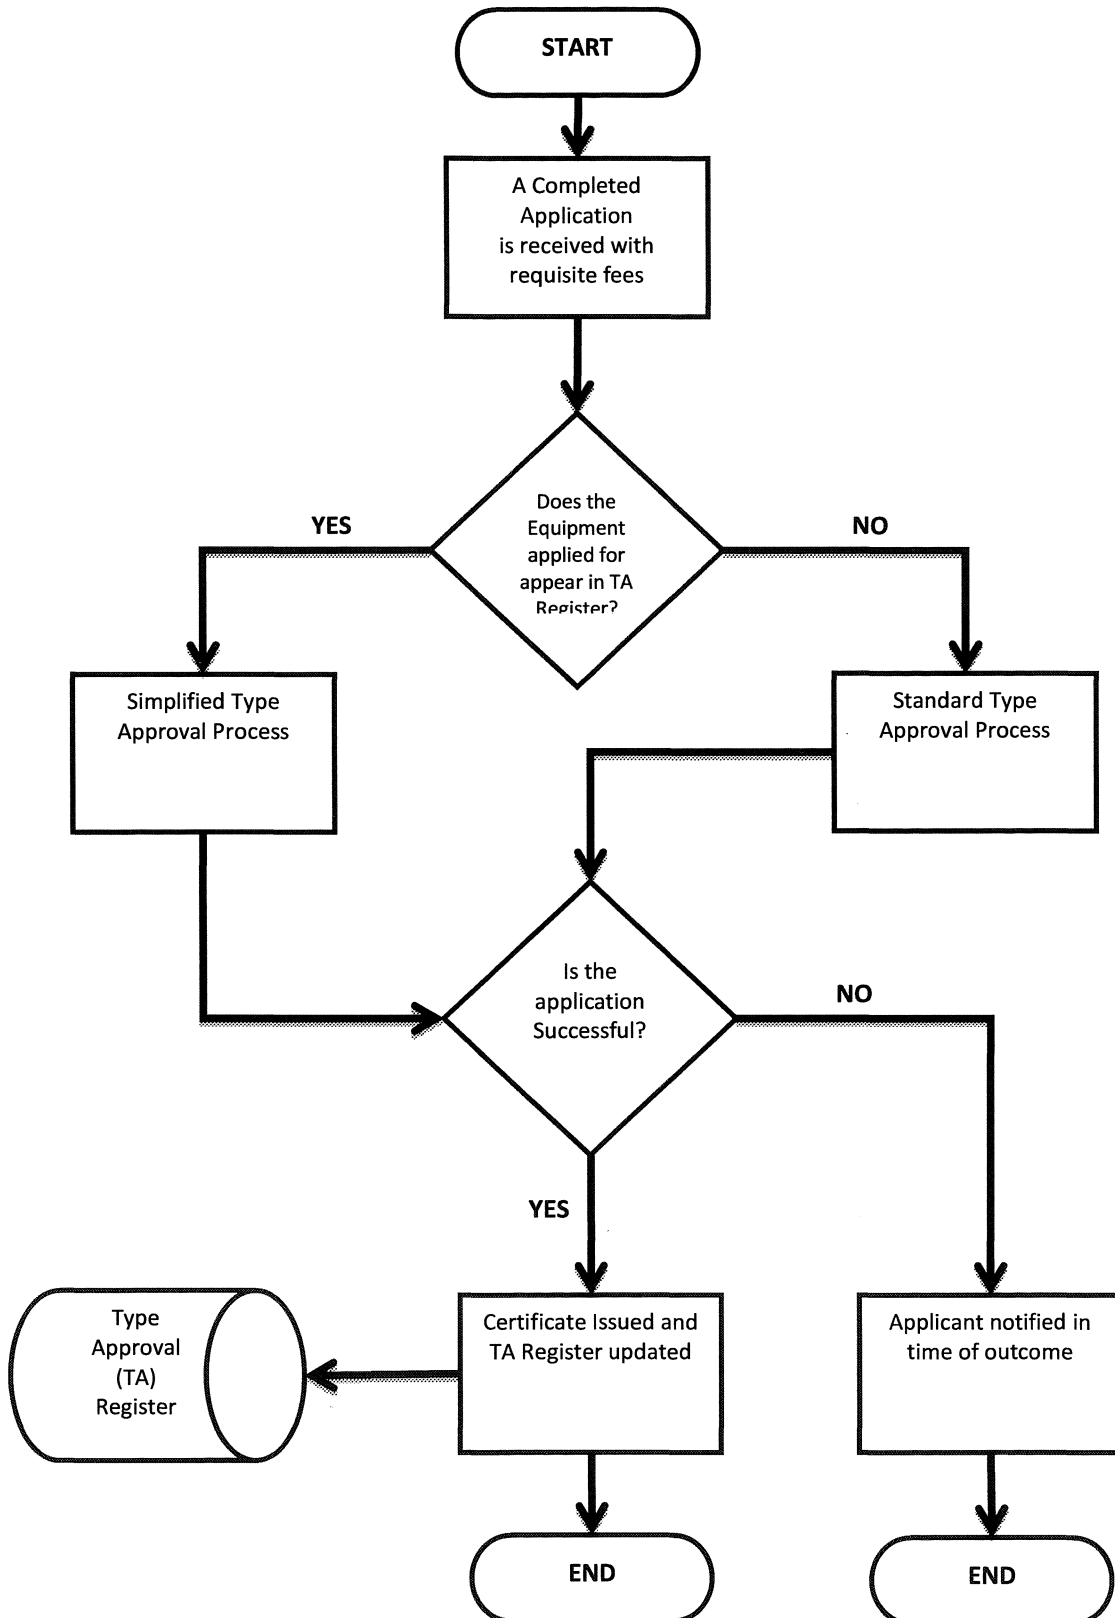 START
A Completed
Application
is received with
requisite fees
Does the
Equipment
applied for
appear in TA
Register?
YES
NO
Simplified Type
Approval Process
Standard Type
Approval Process
Is the
application
Successful?
NO
YES
Type
Approval
(TA)
Register
Certificate Issued and
TA Register updated
Applicant notified in
time of outcome
END
END